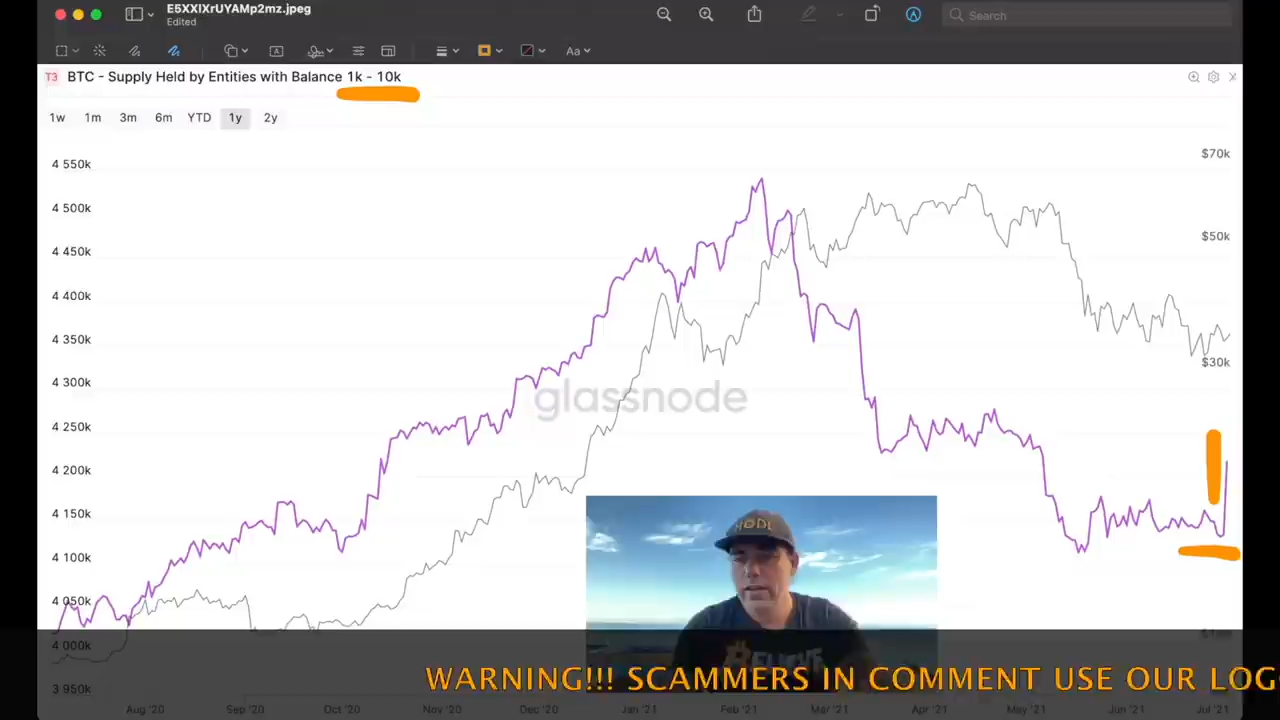 E5XXIXrUYAMp2mz.jpeg
Edited
Search
Aa
T3 BTC - Supply Held by Entities with Balance 1k - 10k
1w 1m 3m 6m YTD 1y 2y
4 550k
4 500k
4 450k
4 400k
4 350k
4 300k
4 250k
4 200k
4 150k
4 100k
4 050k
4 000k
3 950k
$70k
$50k
$30k
glassnode
HODL
WARNING!!! SCAMMERS IN COMMENT USE OUR LOG
Aug '20 Sep '20 Oct '20 Nov '20 Dec '20 Jan '21 Feb '21 Mar '21 Apr '21 May '21 Jun '21 Jul '21